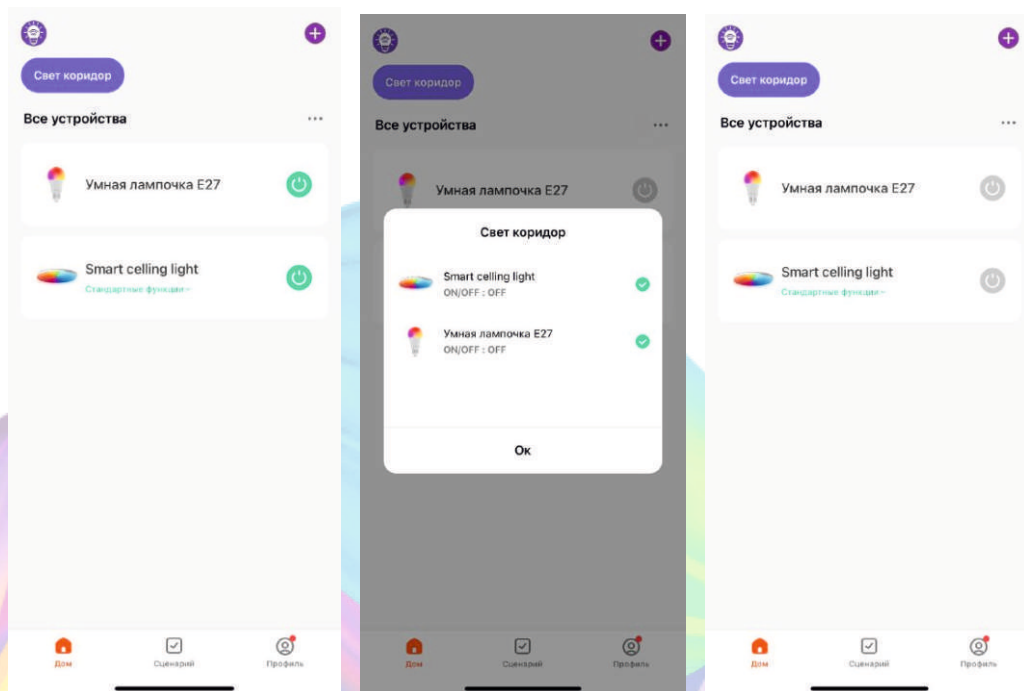 Свет коридор
Все устройства
Умная лампочка E27
Smart celling light
Стандартные функции
Дом
Сценарий
Профиль
Свет коридор
Все устройства
Умная лампочка E27
Свет коридор
Smart celling light
ON/OFF : OFF
Умная лампочка E27
ON/OFF : OFF
Ок
Дом
Сценарий
Профиль
Свет коридор
Все устройства
Умная лампочка E27
Smart celling light
Стандартные функции
Дом
Сценарий
Профиль